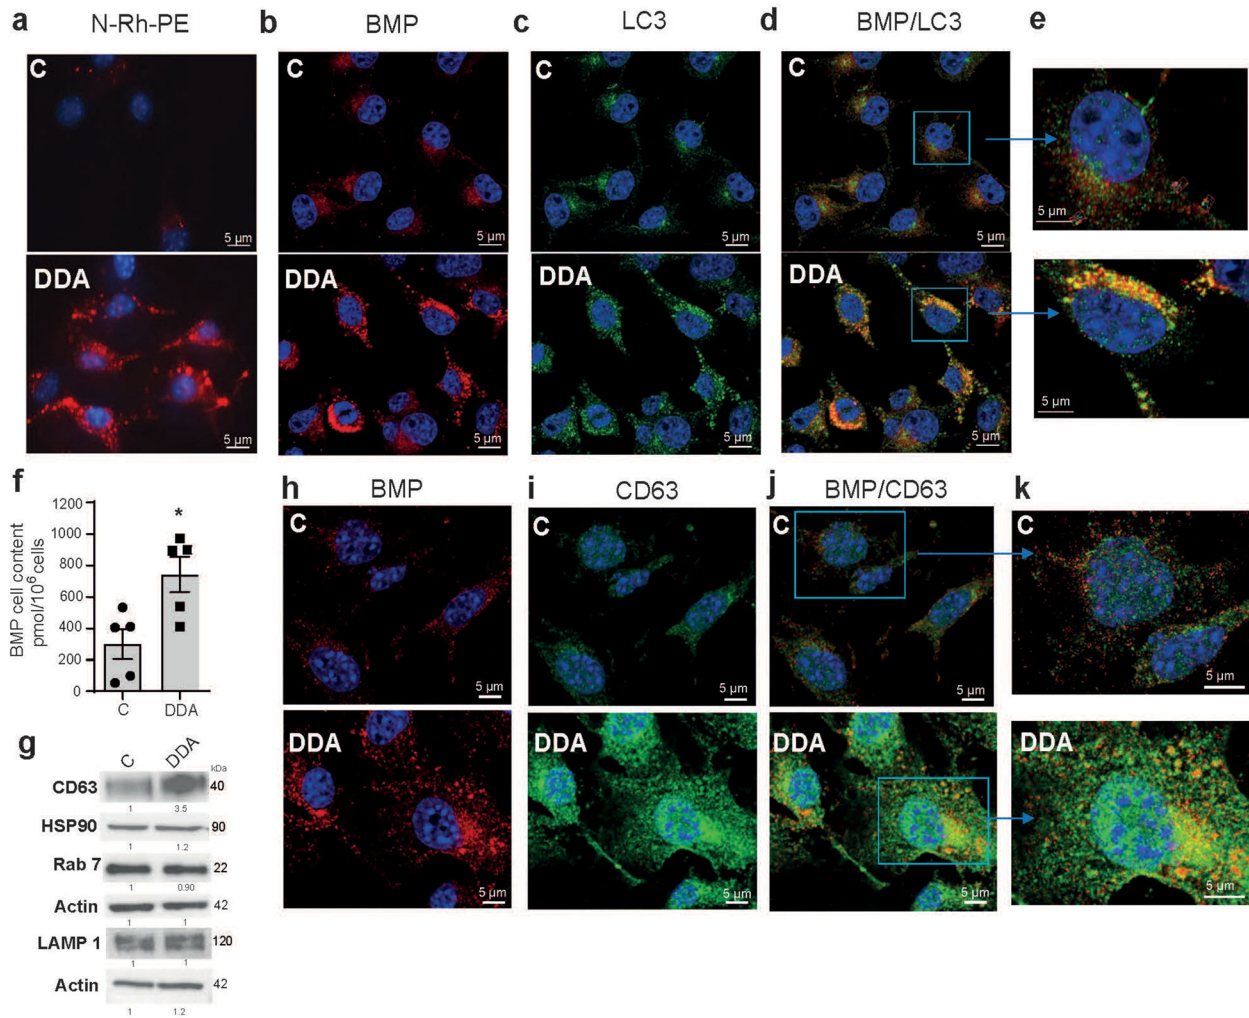 a N-Rh-PE b BMP c LC3 d BMP/LC3 e
C C C C
5 µm 5 µm 5 µm 5 µm 5 µm
DDA DDA DDA DDA
5 µm 5 µm 5 µm 5 µm 5 µm
f
BMP cell content
pmol/10⁶ cells
1200
1000
800
600
400
200
0
*
C DDA
h BMP i CD63 j BMP/CD63 k
C C C C
5 µm 5 µm 5 µm 5 µm
DDA DDA DDA DDA
5 µm 5 µm 5 µm 5 µm
g
C DDA
kDa
CD63 40
1 3.5
HSP90 90
1 1.2
Rab 7 22
1 0.90
Actin 42
1 1
LAMP 1 120
1 1
Actin 42
1 1.2